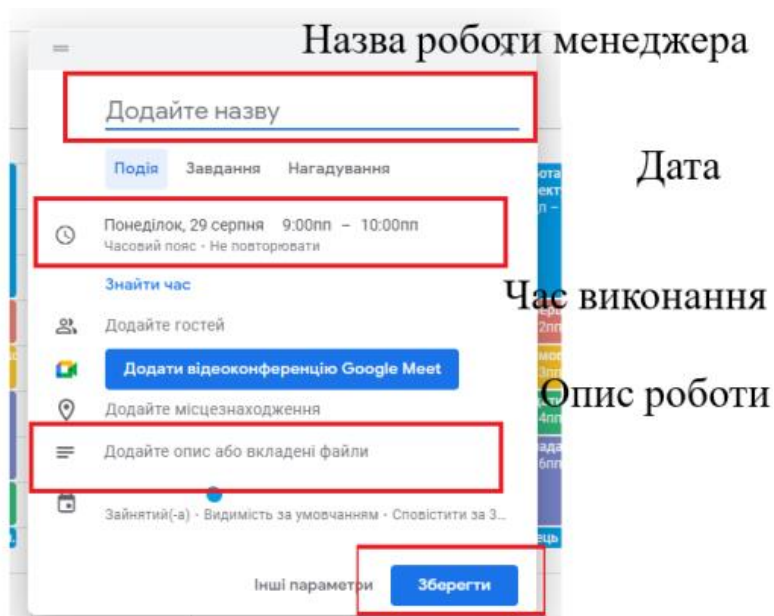 Назва роботи менеджера
Додайте назву
Подія Завдання Нагадування
Дата
Понеділок, 29 серпня 9:00пп – 10:00пп
Часовий пояс · Не повторювати
Знайти час
Час виконання
Додайте гостей
Додати відеоконференцію Google Meet
Опис роботи
Додайте місцезнаходження
Додайте опис або вкладені файли
Зайнятий(-а) · Видимість за умовчанням · Сповістити за 3...
Інші параметри Зберегти